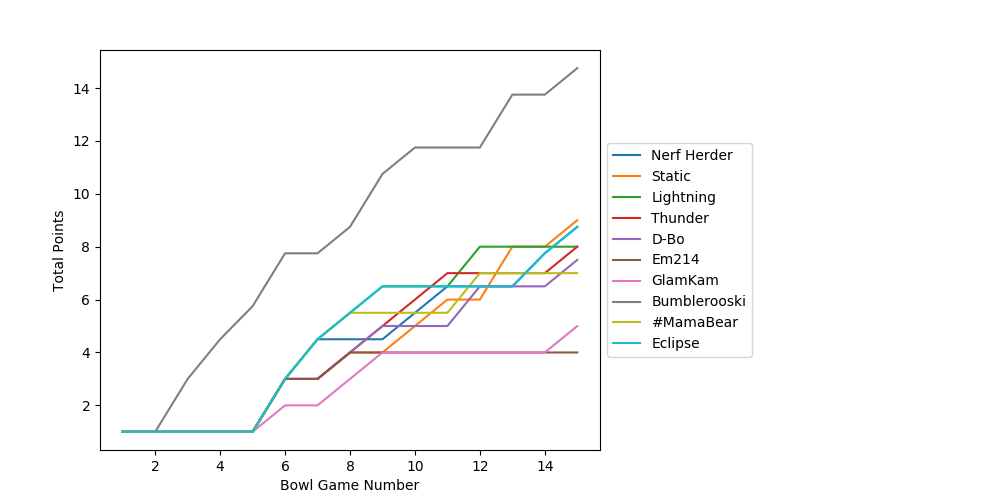 14
12
10
8
6
4
2
Total Points
2 4 6 8 10 12 14
Bowl Game Number
Nerf Herder
Static
Lightning
Thunder
D-Bo
Em214
GlamKam
Bumblerooski
#MamaBear
Eclipse